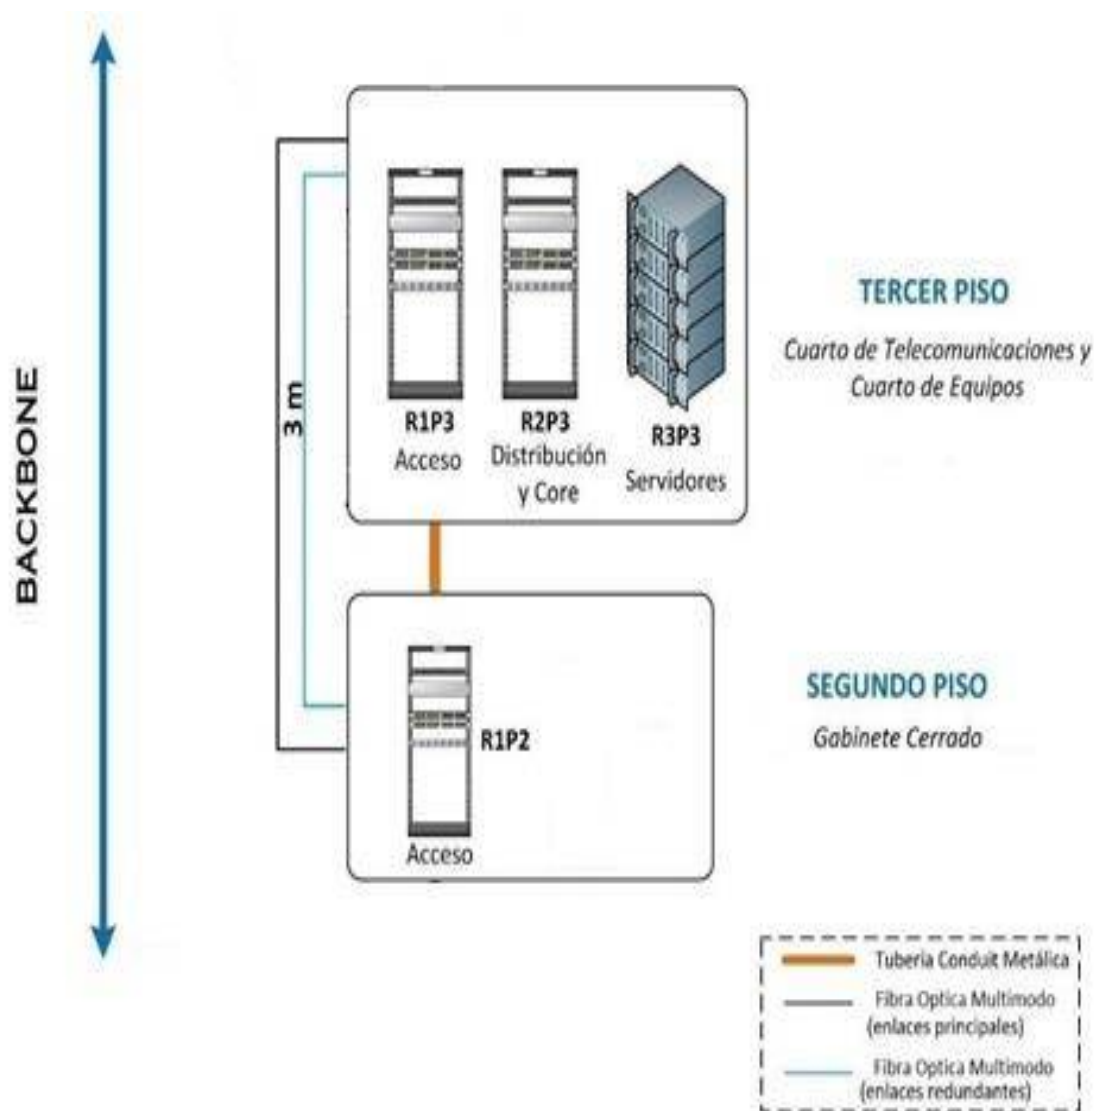 BACKBONE
3 m
R1P3
Acceso
R2P3
Distribución
y Core
R3P3
Servidores
TERCER PISO
Cuarto de Telecomunicaciones y
Cuarto de Equipos
R1P2
Acceso
SEGUNDO PISO
Gabinete Cerrado
Tuberia Conduit Metálica
Fibra Optica Multimodo
(enlaces principales)
Fibra Optica Multimodo
(enlaces redundantes)